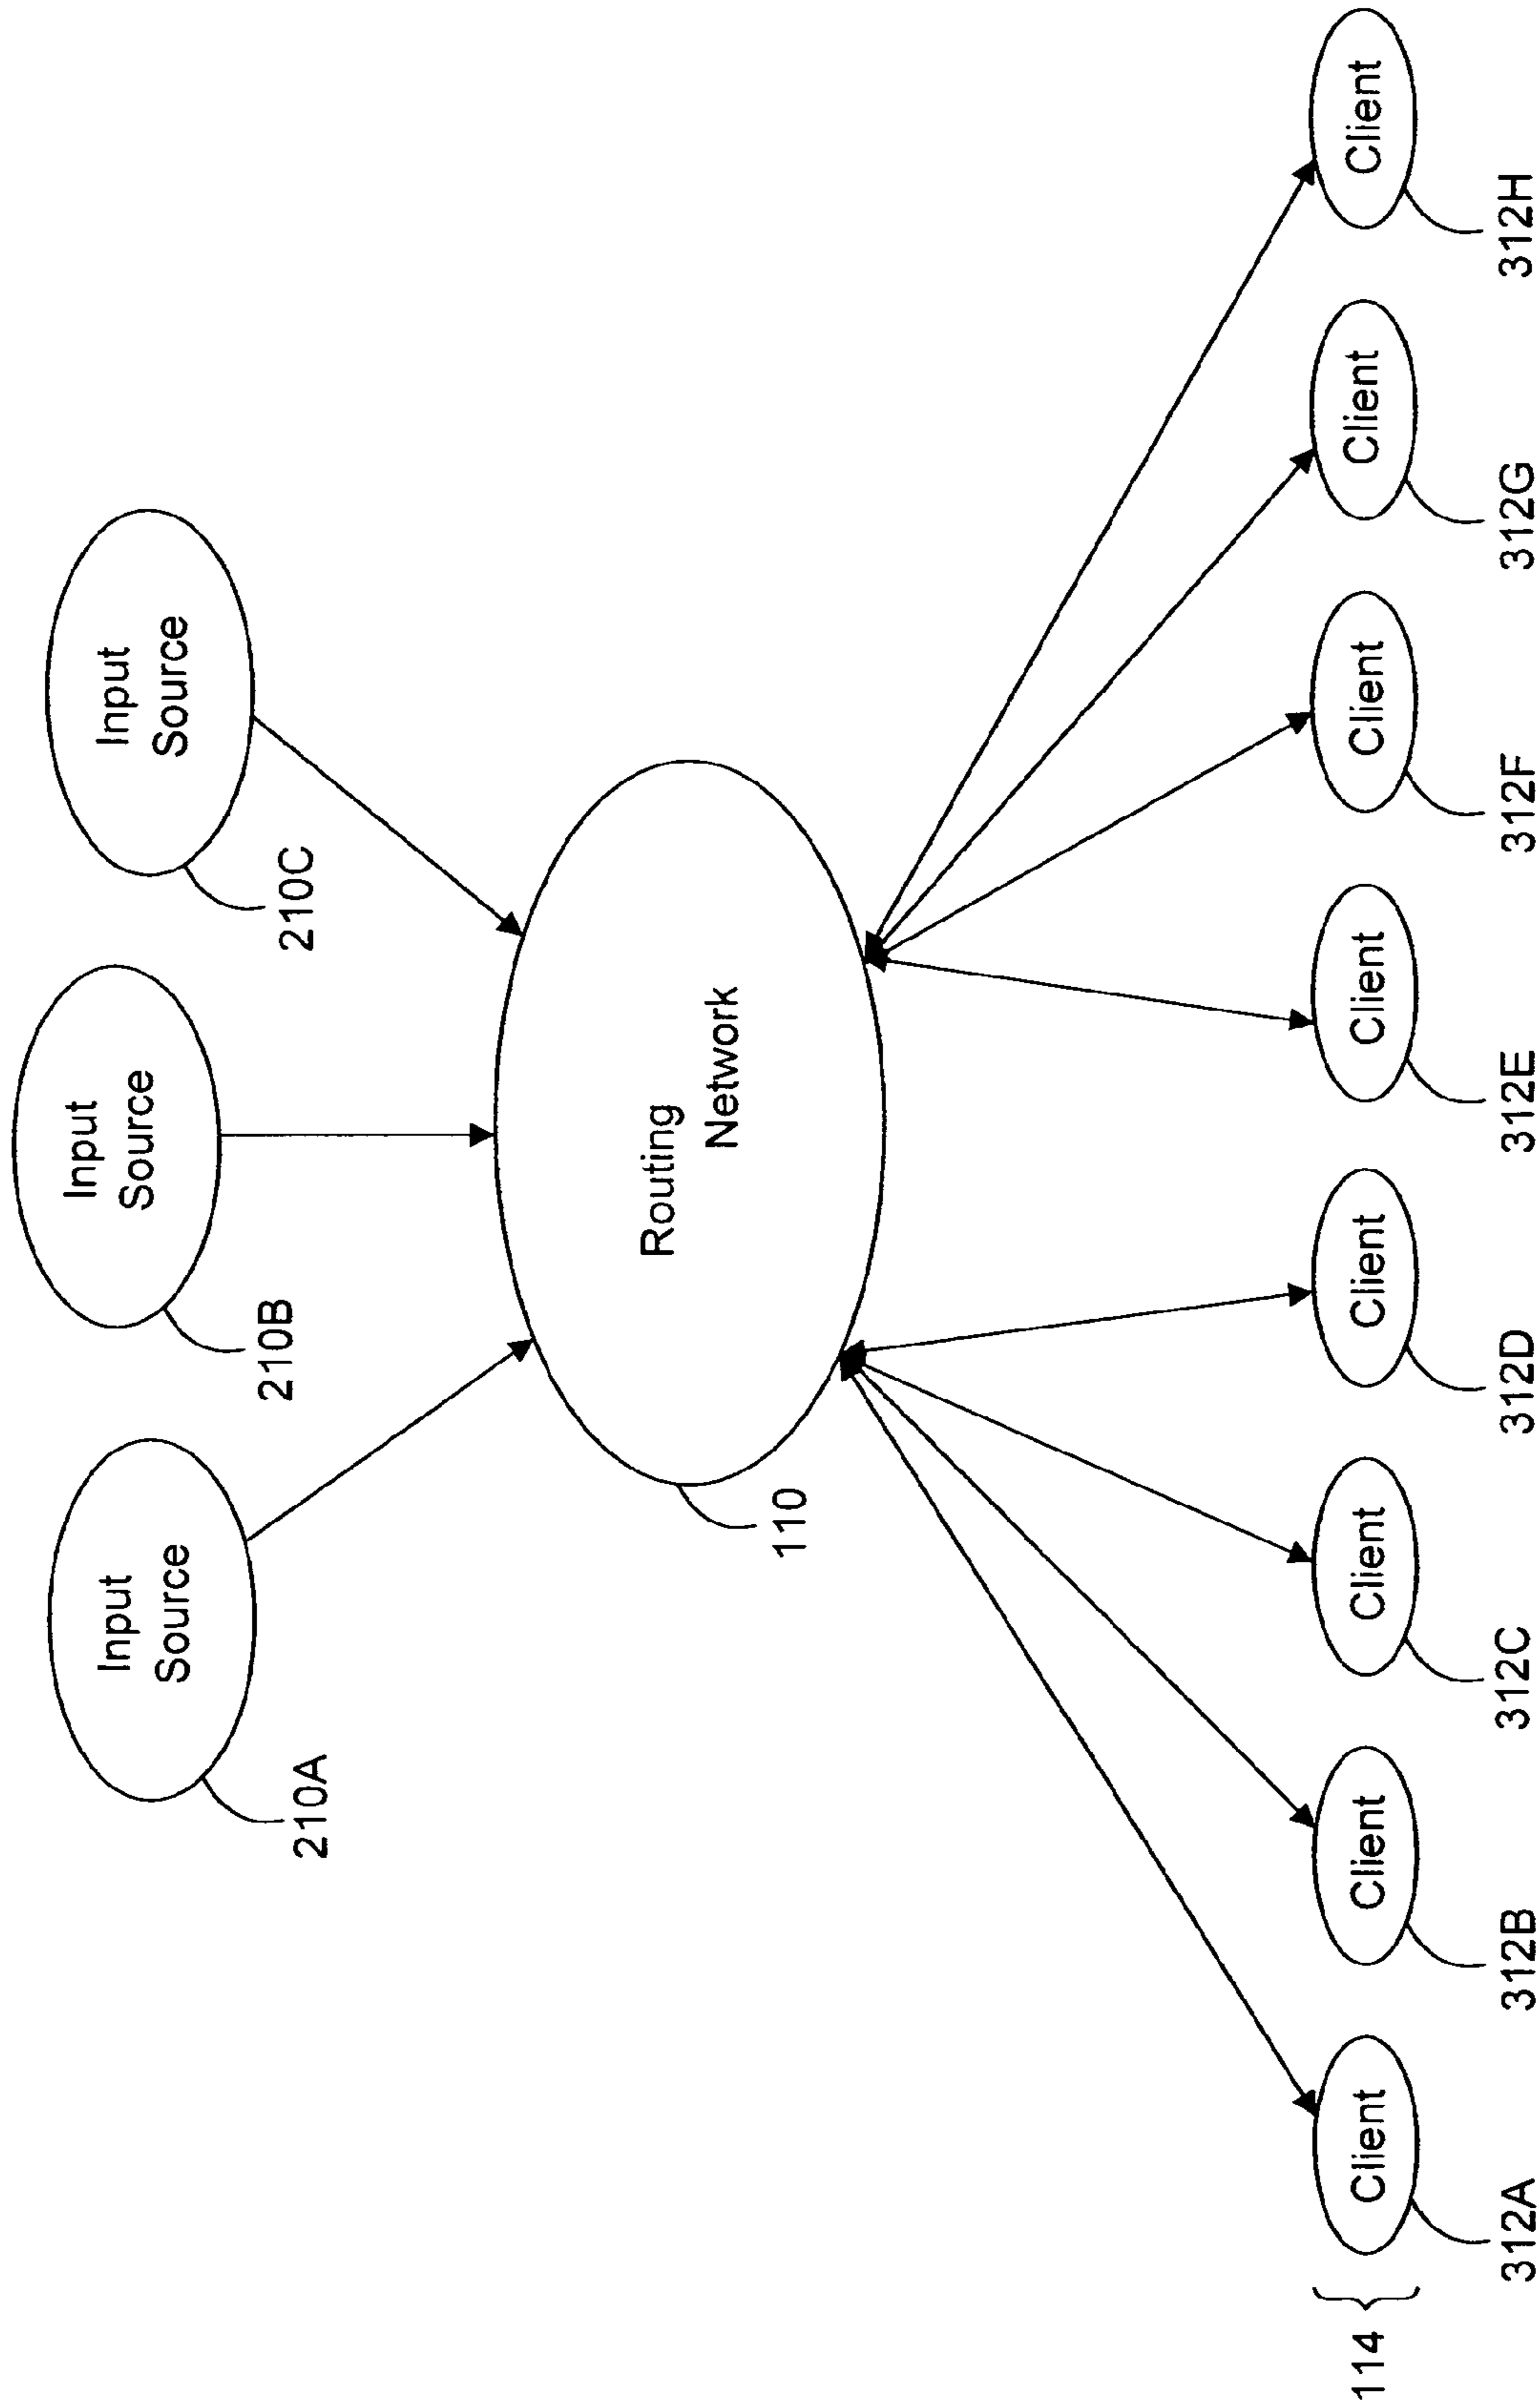 Input
Source
210A
Input
Source
210B
Input
Source
210C
Routing
Network
110
114
Client
312A
Client
312B
Client
312C
Client
312D
Client
312E
Client
312F
Client
312G
Client
312H